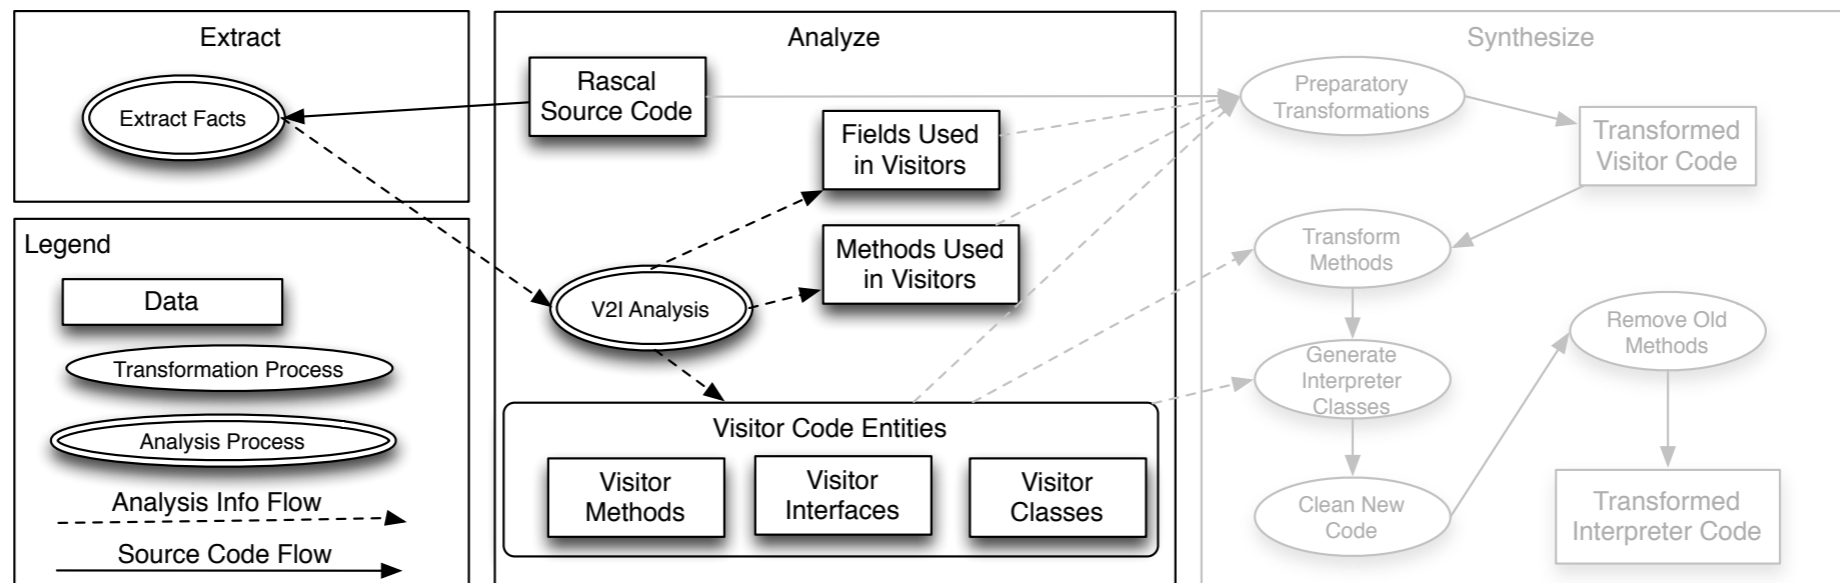 Extract
Extract Facts
Legend
Data
Transformation Process
Analysis Process
Analysis Info Flow
Source Code Flow
Analyze
Rascal
Source Code
Fields Used
in Visitors
Methods Used
in Visitors
V2I Analysis
Visitor Code Entities
Visitor
Methods
Visitor
Interfaces
Visitor
Classes
Synthesize
Preparatory
Transformations
Transformed
Visitor Code
Transform
Methods
Generate
Interpreter
Classes
Clean New
Code
Remove Old
Methods
Transformed
Interpreter Code